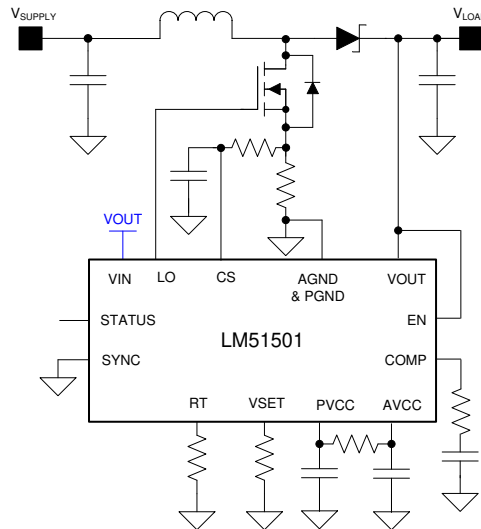 VSUPPLY
VLOAD
VOUT
VIN
LO
CS
AGND
& PGND
VOUT
STATUS
EN
SYNC
LM51501
COMP
RT
VSET
PVCC
AVCC